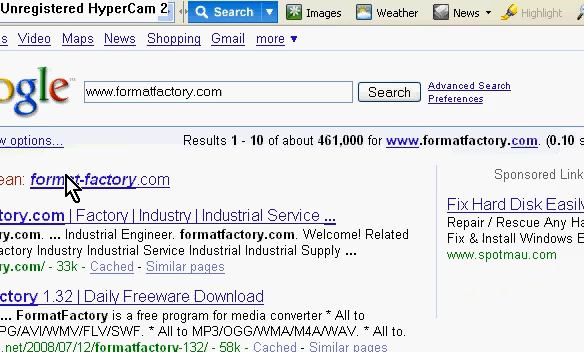 Unregistered HyperCam 2
Search Images Weather News Highlight
s Video Maps News Shopping Gmail more ▼
ogle™
www.formatfactory.com Search Advanced Search
Preferences
w options... Results 1 - 10 of about 461,000 for www.formatfactory.com. (0.10 s
ean: format-factory.com
Sponsored Link
tory.com | Factory | Industry | Industrial Service ...
ry.com. ... Industrial Engineer. formatfactory.com. Welcome! Related
actory Industry Industrial Service Industrial Industrial Supply ...
ry.com/ - 33k - Cached - Similar pages
Fix Hard Disk Easily
Repair / Rescue Any Ha
Fix & Install Windows E
www.spotmau.com
actory 1.32 | Daily Freeware Download
... FormatFactory is a free program for media converter * All to
PG/AVI/WMV/FLV/SWF. * All to MP3/OGG/WMA/M4A/WAV. * All to.
.net/2008/07/12/formatfactory-132/ - 58k - Cached - Similar pages